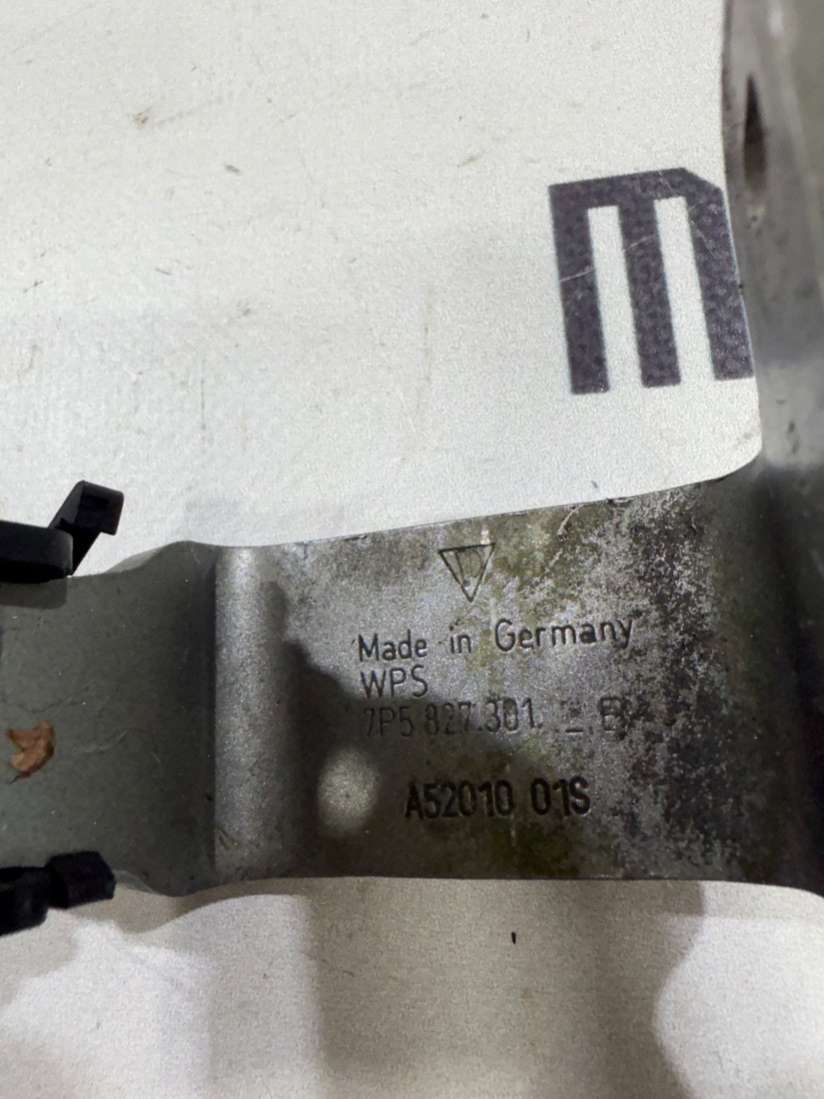 m
Made in Germany
WPS
7P5 827.301. _ B
A52010 01S